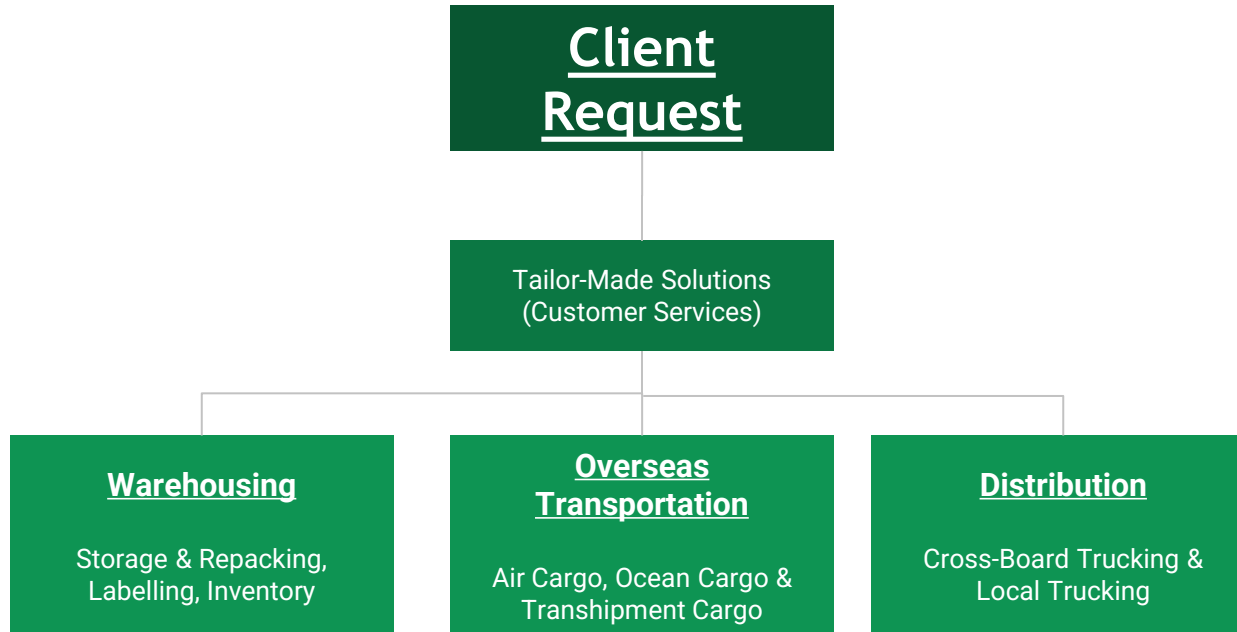 Client
Request
Tailor-Made Solutions
(Customer Services)
Warehousing
Storage & Repacking,
Labelling, Inventory
Overseas
Transportation
Air Cargo, Ocean Cargo &
Transhipment Cargo
Distribution
Cross-Board Trucking &
Local Trucking